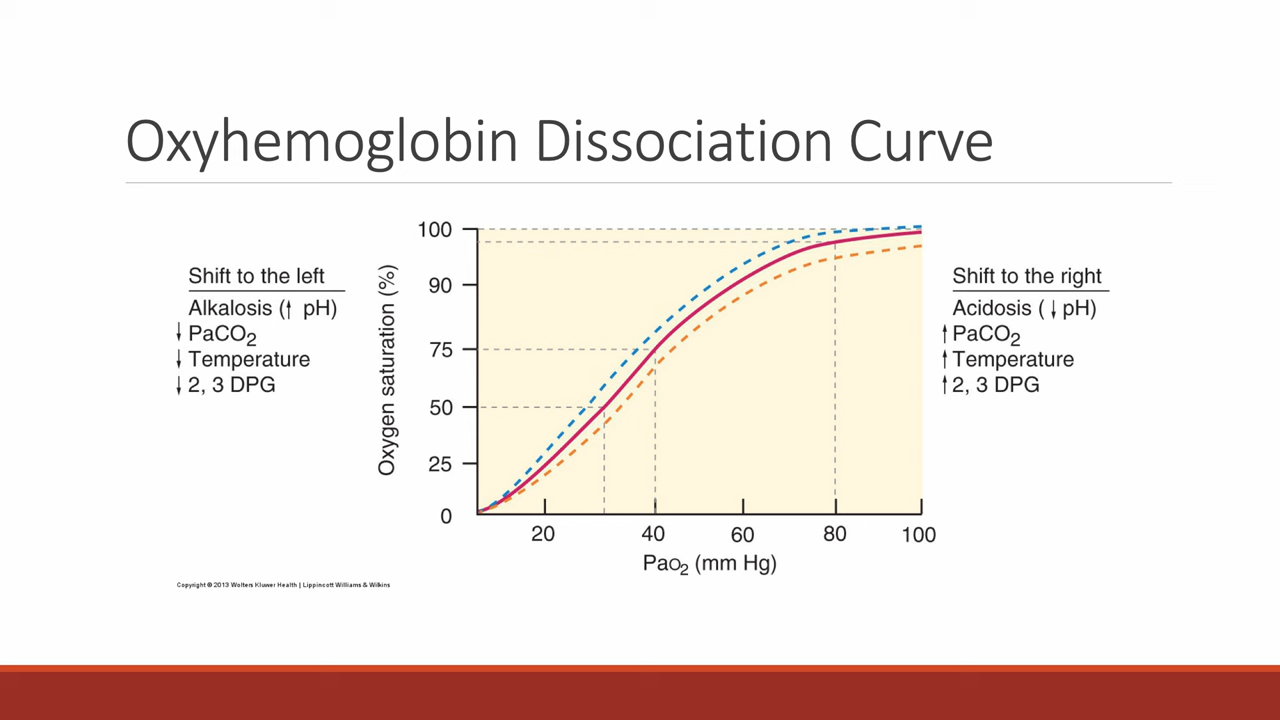 Oxyhemoglobin Dissociation Curve
Shift to the left
Alkalosis (↑ pH)
↓ PaCO₂
↓ Temperature
↓ 2, 3 DPG
Oxygen saturation (%)
100
90
75
50
25
0
20
40
60
80
100
PaO₂ (mm Hg)
Shift to the right
Acidosis (↓ pH)
↑ PaCO₂
↑ Temperature
↑ 2, 3 DPG
Copyright © 2013 Wolters Kluwer Health | Lippincott Williams & Wilkins